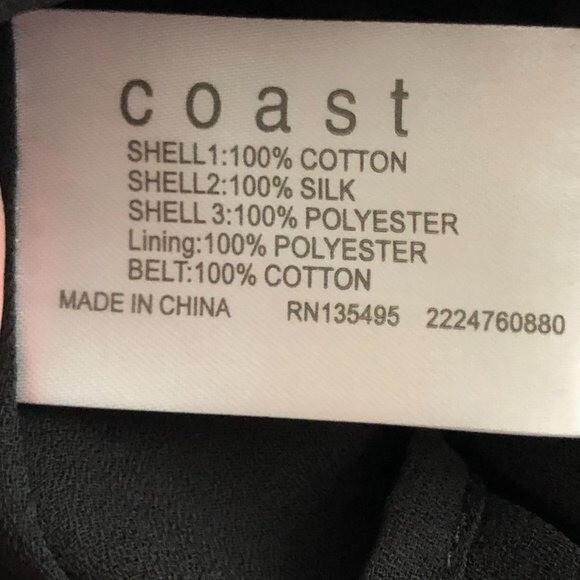 coast
SHELL1:100% COTTON
SHELL2:100% SILK
SHELL 3:100% POLYESTER
Lining:100% POLYESTER
BELT:100% COTTON
MADE IN CHINA RN135495 2224760880